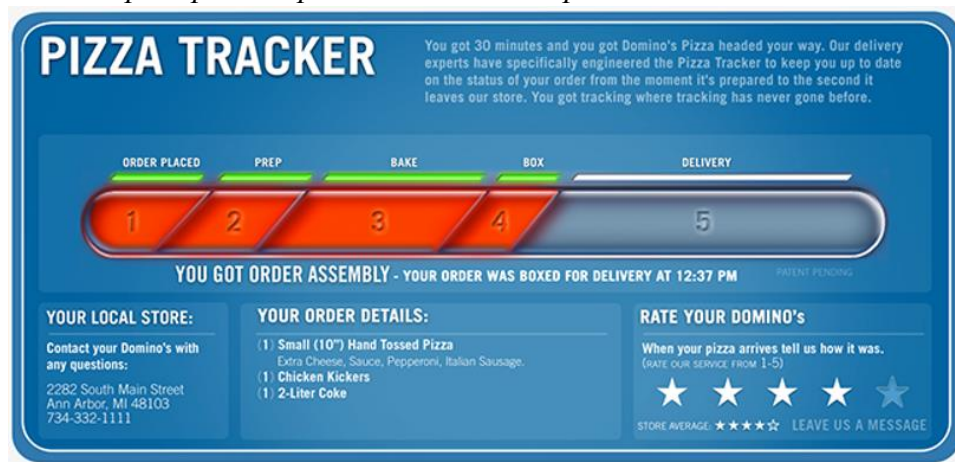 PIZZA TRACKER
You got 30 minutes and you got Domino's Pizza headed your way. Our delivery
experts have specifically engineered the Pizza Tracker to keep you up to date
on the status of your order from the moment it's prepared to the second it
leaves our store. You got tracking where tracking has never gone before.
ORDER PLACED PREP BAKE BOX DELIVERY
1 2 3 4 5
YOU GOT ORDER ASSEMBLY - YOUR ORDER WAS BOXED FOR DELIVERY AT 12:37 PM
PATENT PENDING
YOUR LOCAL STORE:
Contact your Domino's with
any questions:
2282 South Main Street
Ann Arbor, MI 48103
734-332-1111
YOUR ORDER DETAILS:
(1) Small (10") Hand Tossed Pizza
Extra Cheese, Sauce, Pepperoni, Italian Sausage.
(1) Chicken Kickers
(1) 2-Liter Coke
RATE YOUR DOMINO's
When your pizza arrives tell us how it was.
(RATE OUR SERVICE FROM 1-5)
STORE AVERAGE: ★★★★☆ LEAVE US A MESSAGE